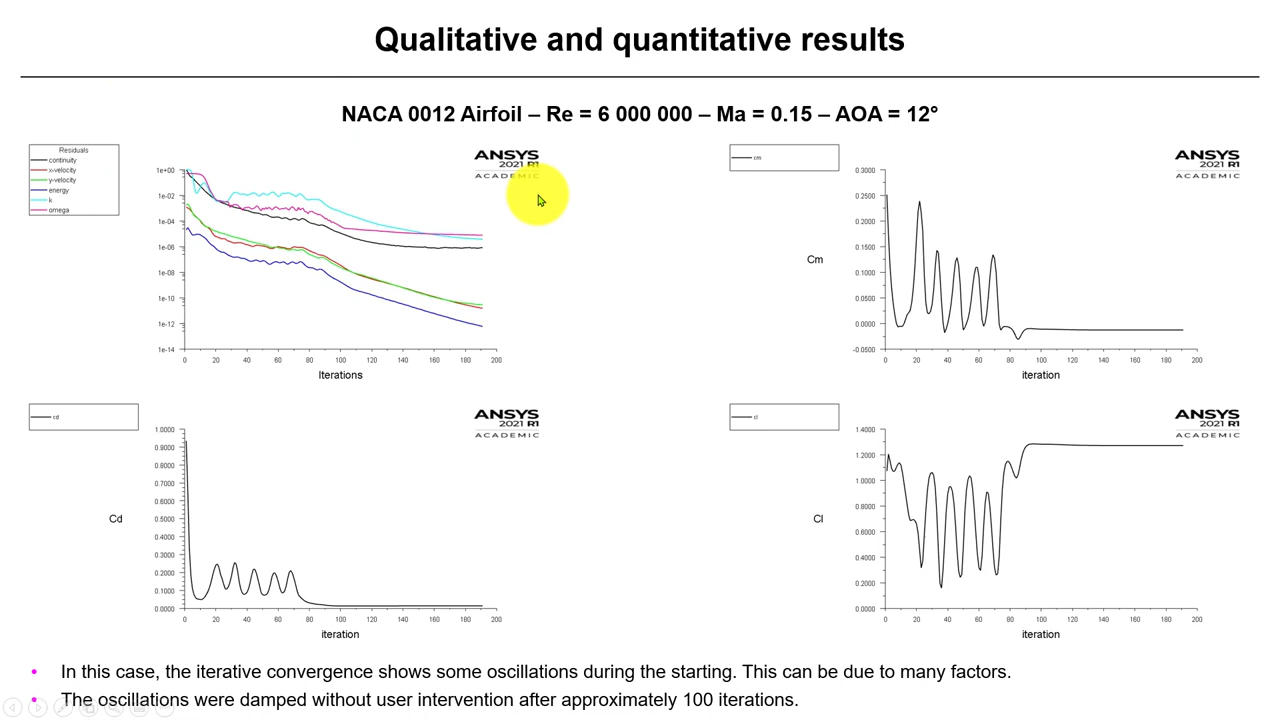 Qualitative and quantitative results
NACA 0012 Airfoil – Re = 6 000 000 – Ma = 0.15 – AOA = 12°
Residuals
continuity
x-velocity
y-velocity
energy
k
omega
ANSYS
2021 R1
ACADEMIC
1e+00
1e-02
1e-04
1e-06
1e-08
1e-10
1e-12
1e-14
0 20 40 60 80 100 120 140 160 180 200
Iterations
cm
ANSYS
2021 R1
ACADEMIC
Cm
0.3000
0.2500
0.2000
0.1500
0.1000
0.0500
0.0000
-0.0500
0 20 40 60 80 100 120 140 160 180 200
iteration
cd
ANSYS
2021 R1
ACADEMIC
Cd
1.0000
0.9000
0.8000
0.7000
0.6000
0.5000
0.4000
0.3000
0.2000
0.1000
0.0000
0 20 40 60 80 100 120 140 160 180 200
iteration
cl
ANSYS
2021 R1
ACADEMIC
Cl
1.4000
1.2000
1.0000
0.8000
0.6000
0.4000
0.2000
0.0000
0 20 40 60 80 100 120 140 160 180 200
iteration
• In this case, the iterative convergence shows some oscillations during the starting. This can be due to many factors.
• The oscillations were damped without user intervention after approximately 100 iterations.